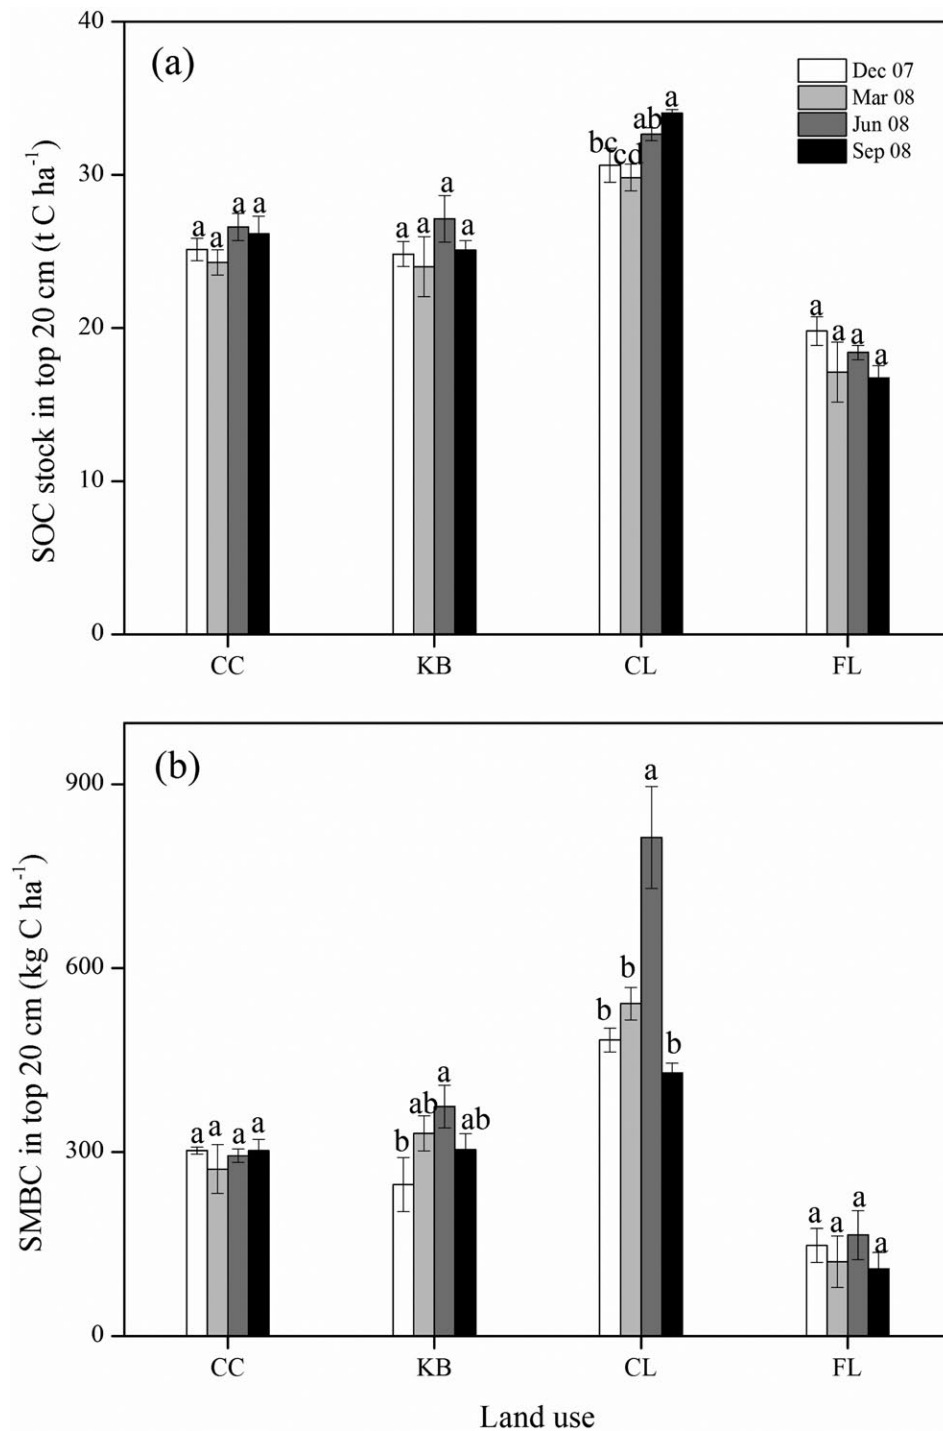 (a)
Dec 07
Mar 08
Jun 08
Sep 08
SOC stock in top 20 cm (t C ha⁻¹)
40
30
20
10
0
a a a a
a a a a
bc cd ab a
a a a a
CC KB CL FL
(b)
SMBC in top 20 cm (kg C ha⁻¹)
900
600
300
0
a a a a
b ab a ab
b b a b
a a a a
CC KB CL FL
Land use